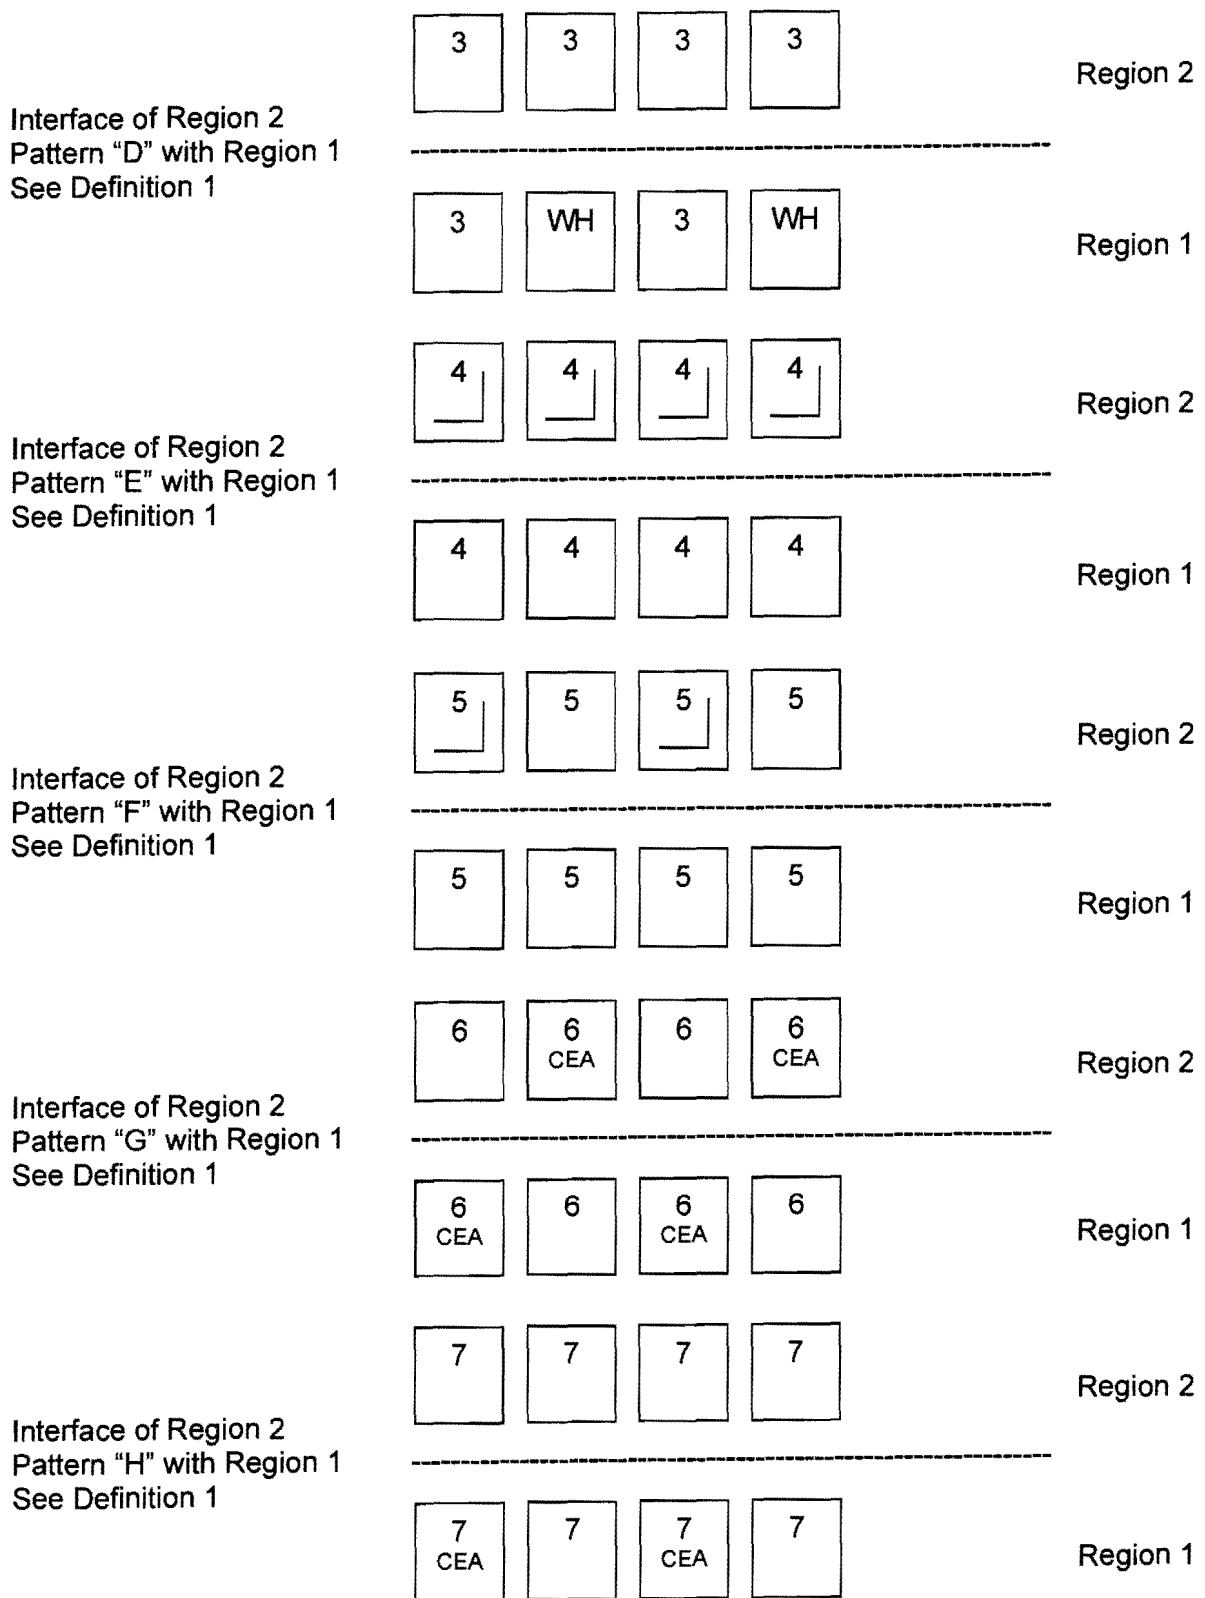 3 3 3 3
Region 2
Interface of Region 2
Pattern “D” with Region 1
See Definition 1
3 WH 3 WH
Region 1
4 4 4 4
Region 2
Interface of Region 2
Pattern “E” with Region 1
See Definition 1
4 4 4 4
Region 1
5 5 5 5
Region 2
Interface of Region 2
Pattern “F” with Region 1
See Definition 1
5 5 5 5
Region 1
6 6 6 6
CEA CEA
Region 2
Interface of Region 2
Pattern “G” with Region 1
See Definition 1
6 6 6 6
CEA CEA
Region 1
7 7 7 7
Region 2
Interface of Region 2
Pattern “H” with Region 1
See Definition 1
7 7 7 7
CEA CEA
Region 1